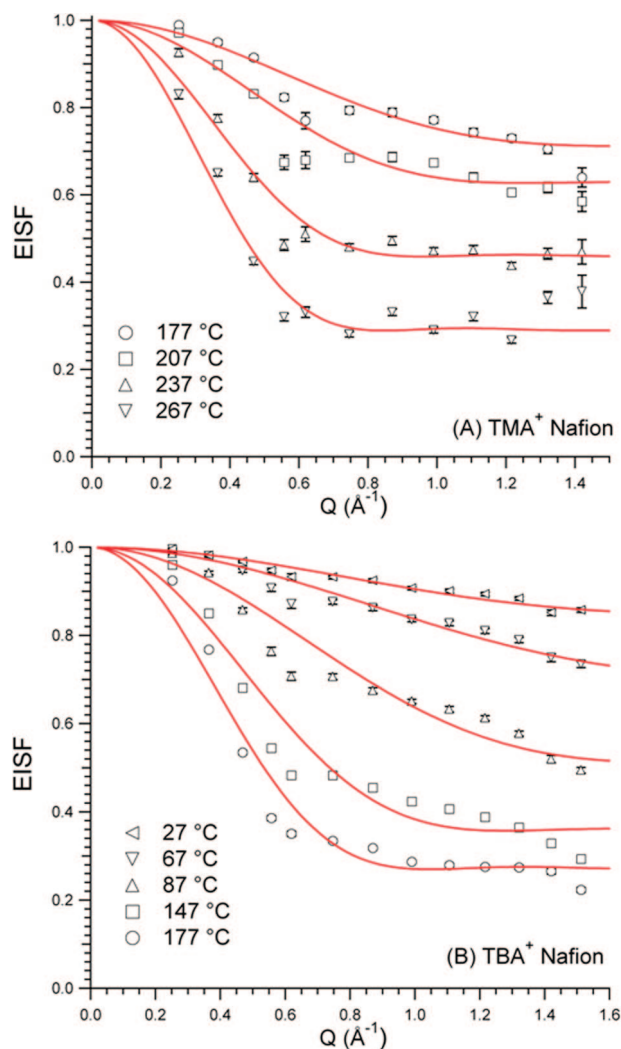 1.0
0.8
0.6
0.4
0.2
0.0
EISF
177 °C
207 °C
237 °C
267 °C
(A) TMA⁺ Nafion
0.0 0.2 0.4 0.6 0.8 1.0 1.2 1.4
Q (Å⁻¹)
1.0
0.8
0.6
0.4
0.2
0.0
EISF
27 °C
67 °C
87 °C
147 °C
177 °C
(B) TBA⁺ Nafion
0.0 0.2 0.4 0.6 0.8 1.0 1.2 1.4 1.6
Q (Å⁻¹)